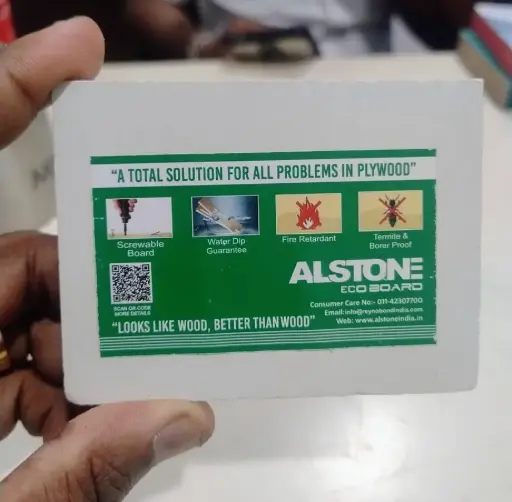 "A TOTAL SOLUTION FOR ALL PROBLEMS IN PLYWOOD"
Screwable
Board
Water Dip
Guarantee
Fire Retardant
Termite &
Borer Proof
SCAN QR CODE
MORE DETAILS
ALSTONE
ECO BOARD
Consumer Care No:- 011-42307700
Email: info@reynobondindia.com
Web: www.alstoneindia.in
"LOOKS LIKE WOOD, BETTER THAN WOOD"